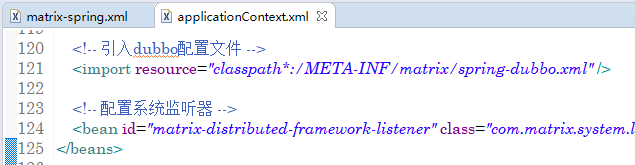 matrix-spring.xml applicationContext.xml
120 <!-- 引入dubbo配置文件 -->
121 <import resource="classpath*:/META-INF/matrix/spring-dubbo.xml"/>
122
123 <!-- 配置系统监听器 -->
124 <bean id="matrix-distributed-framework-listener" class="com.matrix.system.l
125 </beans>